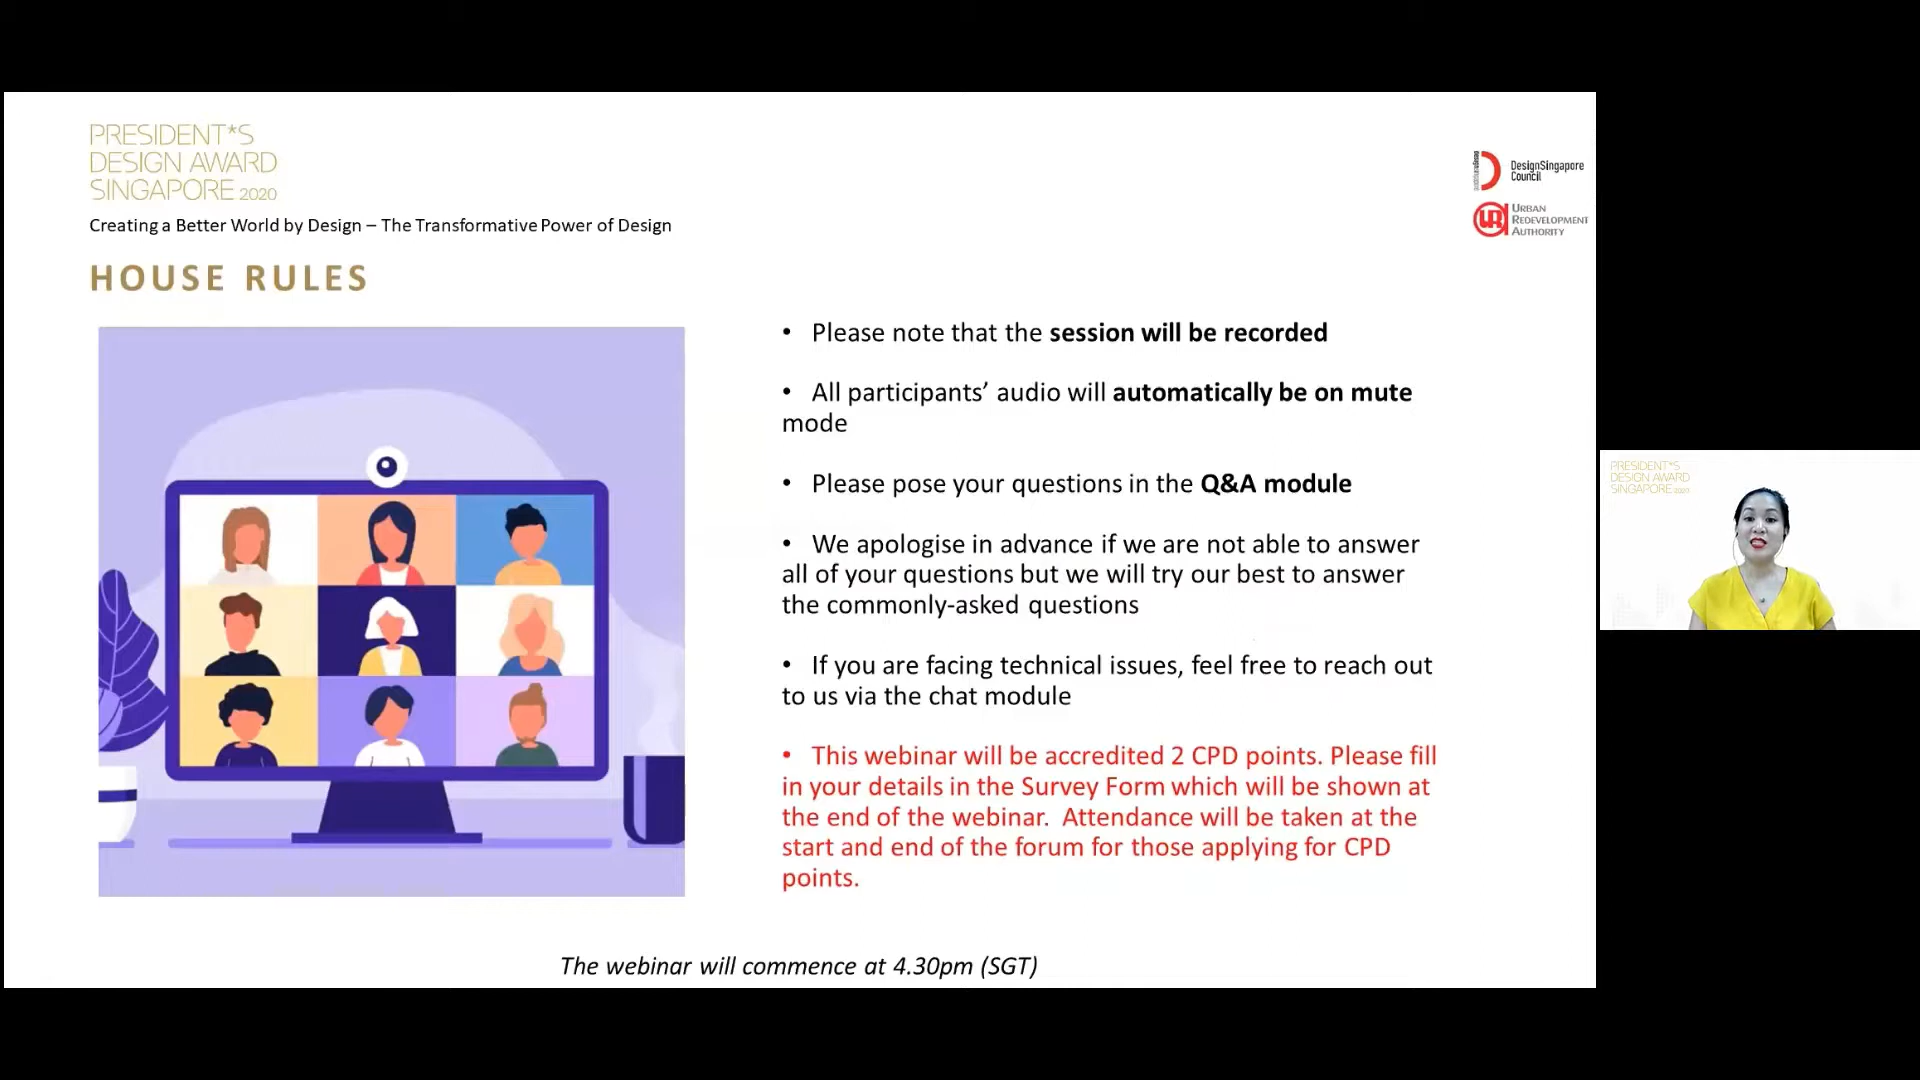 PRESIDENT*S
DESIGN AWARD
SINGAPORE 2020
Creating a Better World by Design – The Transformative Power of Design
DesignSingapore
Council
URBAN
REDEVELOPMENT
AUTHORITY
HOUSE RULES
• Please note that the session will be recorded
• All participants’ audio will automatically be on mute
mode
• Please pose your questions in the Q&A module
• We apologise in advance if we are not able to answer
all of your questions but we will try our best to answer
the commonly-asked questions
• If you are facing technical issues, feel free to reach out
to us via the chat module
• This webinar will be accredited 2 CPD points. Please fill
in your details in the Survey Form which will be shown at
the end of the webinar.  Attendance will be taken at the
start and end of the forum for those applying for CPD
points.
The webinar will commence at 4.30pm (SGT)
PRESIDENT*S
DESIGN AWARD
SINGAPORE 2020